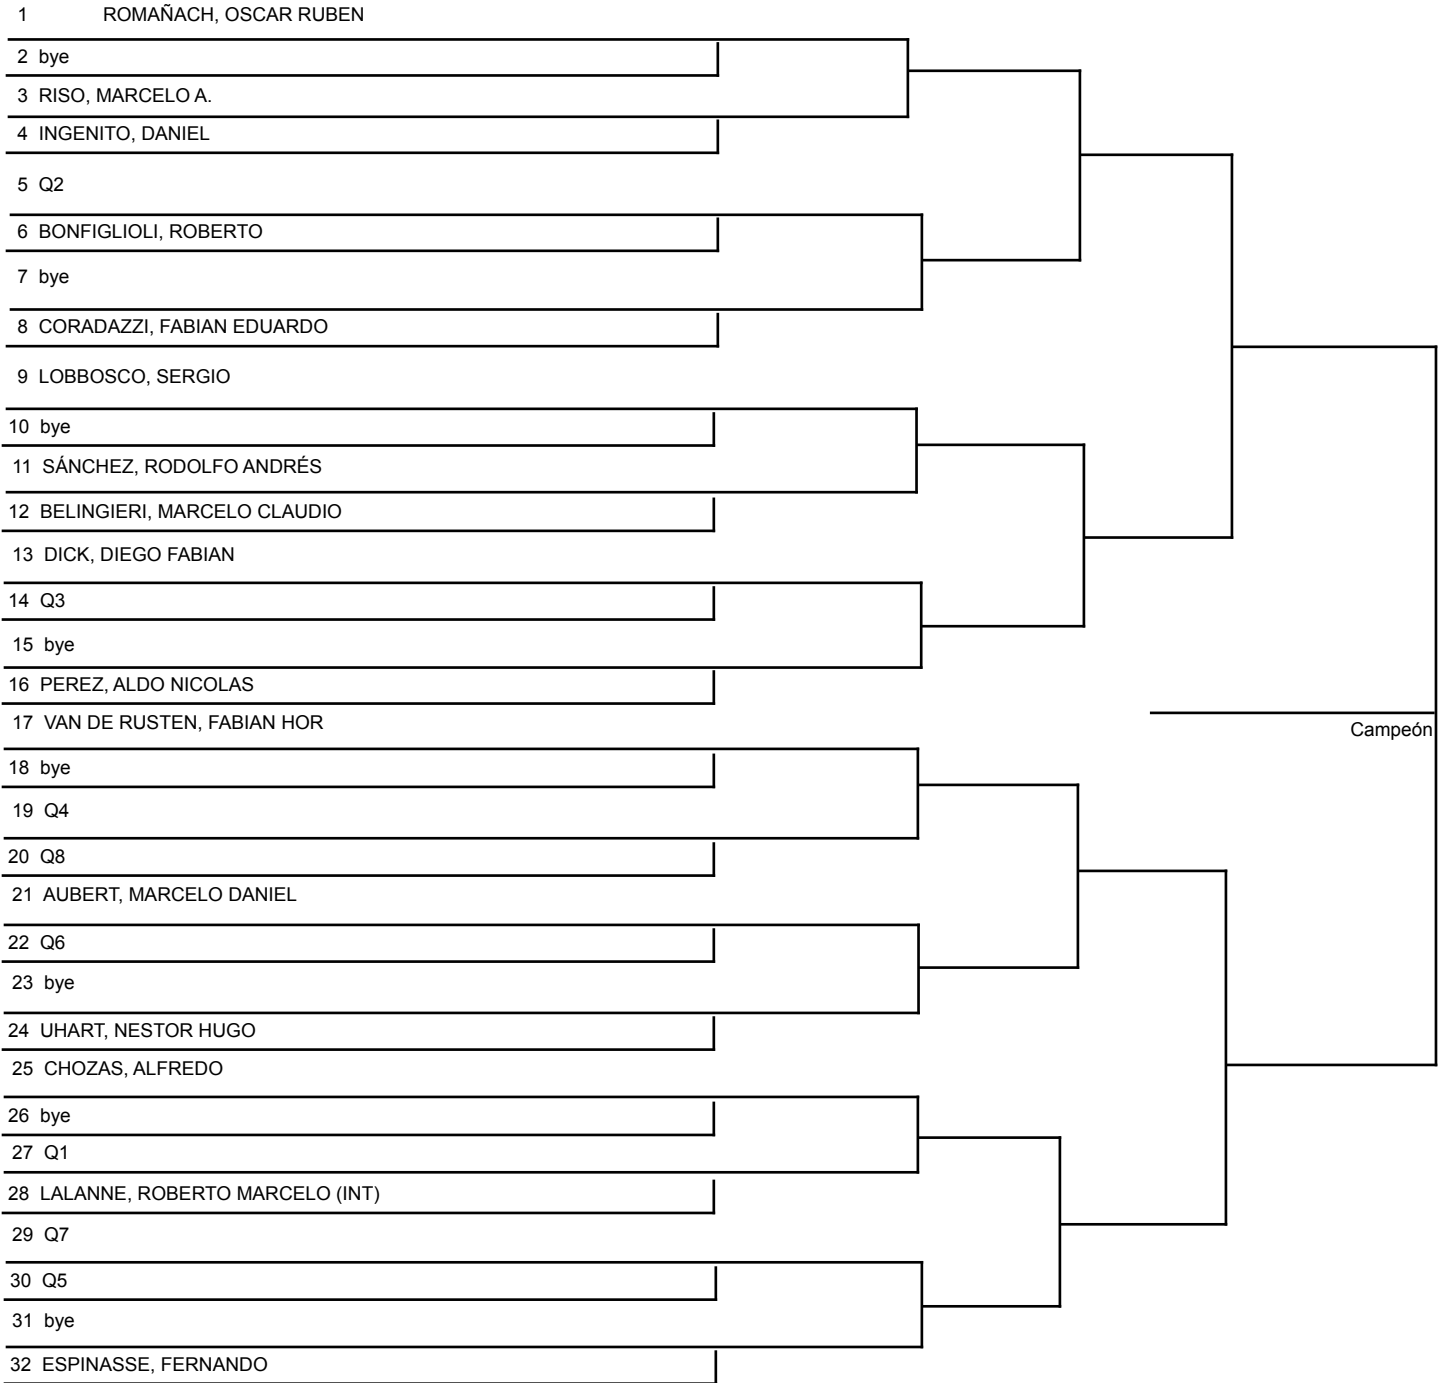 1 ROMAÑACH, OSCAR RUBEN
2 bye
3 RISO, MARCELO A.
4 INGENITO, DANIEL
5 Q2
6 BONFIGLIOLI, ROBERTO
7 bye
8 CORADAZZI, FABIAN EDUARDO
9 LOBBOSCO, SERGIO
10 bye
11 SÁNCHEZ, RODOLFO ANDRÉS
12 BELINGIERI, MARCELO CLAUDIO
13 DICK, DIEGO FABIAN
14 Q3
15 bye
16 PEREZ, ALDO NICOLAS
17 VAN DE RUSTEN, FABIAN HOR
Campeón
18 bye
19 Q4
20 Q8
21 AUBERT, MARCELO DANIEL
22 Q6
23 bye
24 UHART, NESTOR HUGO
25 CHOZAS, ALFREDO
26 bye
27 Q1
28 LALANNE, ROBERTO MARCELO (INT)
29 Q7
30 Q5
31 bye
32 ESPINASSE, FERNANDO